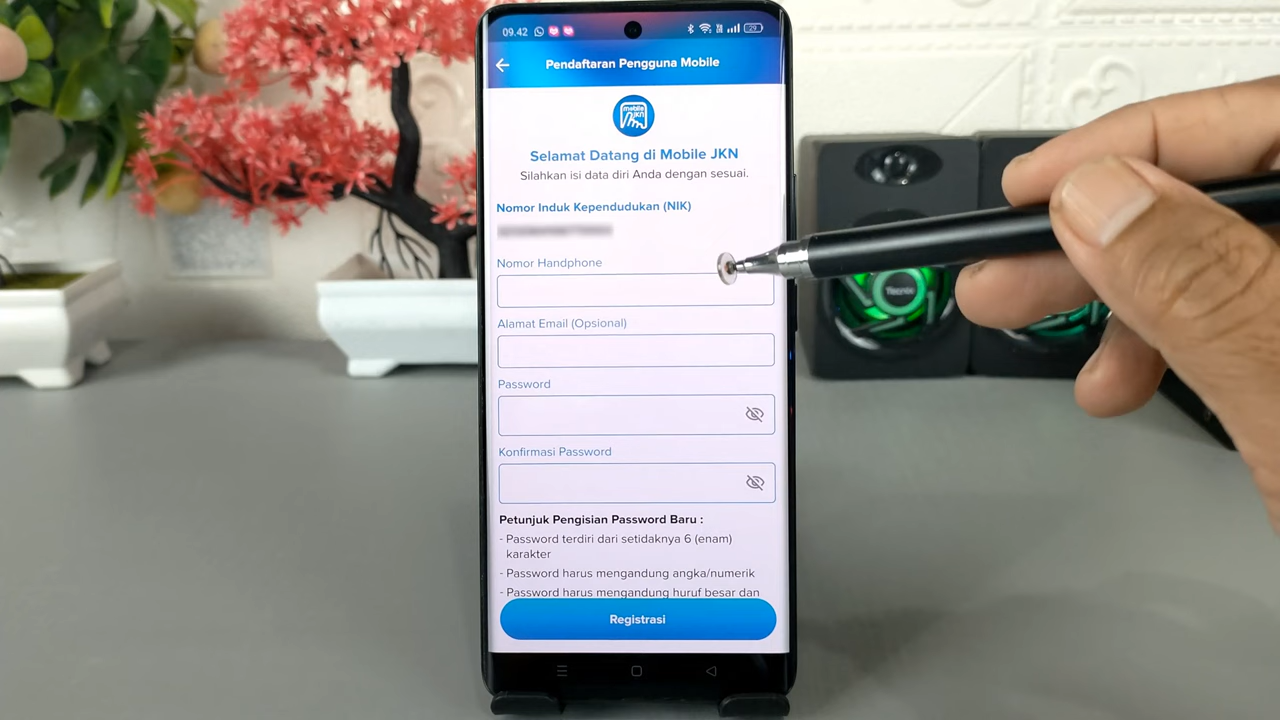 09.42
29
Pendaftaran Pengguna Mobile
mobile
JKN
Selamat Datang di Mobile JKN
Silahkan isi data diri Anda dengan sesuai.
Nomor Induk Kependudukan (NIK)
Nomor Handphone
Alamat Email (Opsional)
Password
Konfirmasi Password
Petunjuk Pengisian Password Baru :
- Password terdiri dari setidaknya 6 (enam)
karakter
- Password harus mengandung angka/numerik
- Password harus mengandung huruf besar dan
Registrasi